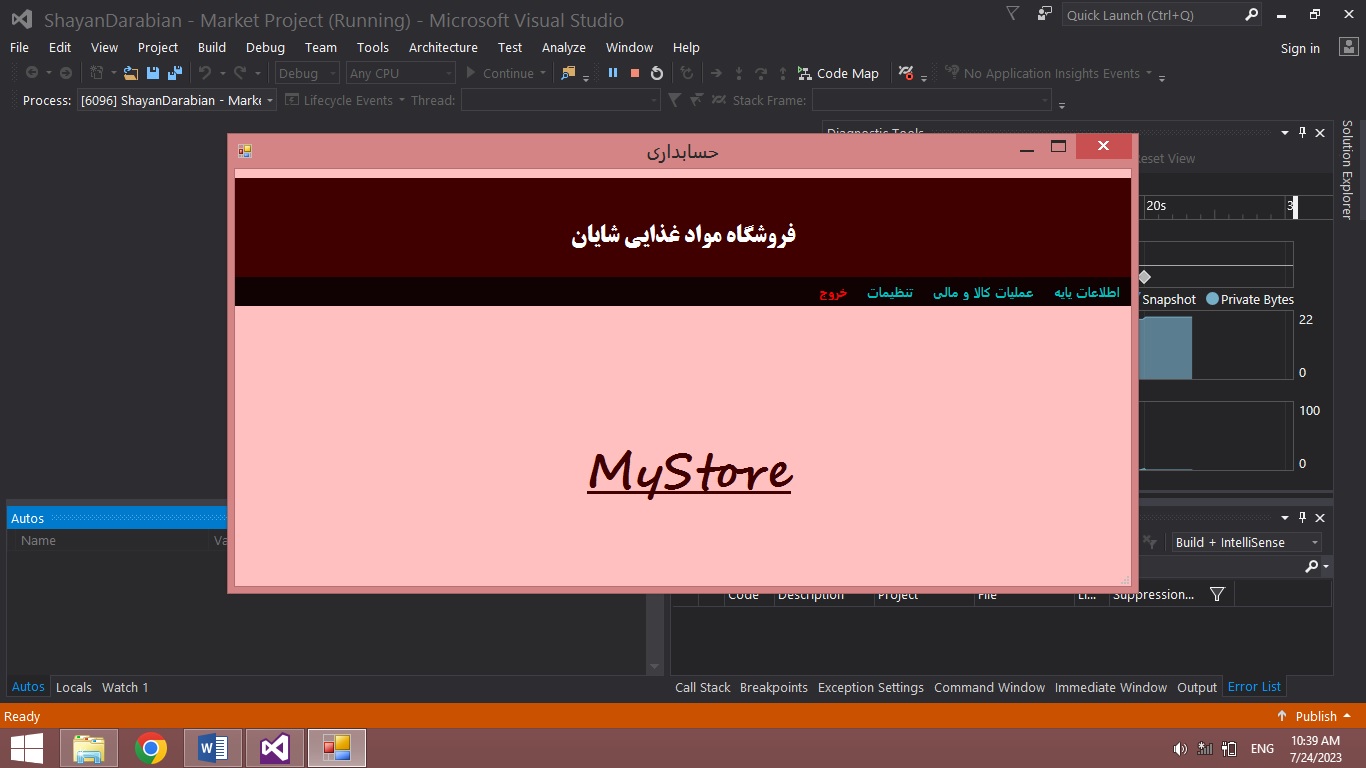 ShayanDarabian - Market Project (Running) - Microsoft Visual Studio
Quick Launch (Ctrl+Q)
File Edit View Project Build Debug Team Tools Architecture Test Analyze Window Help
Sign in
Debug Any CPU Continue Code Map No Application Insights Events
Process: [6096] ShayanDarabian - Marke Lifecycle Events Thread: Stack Frame:
Diagnostic Tools
حسابداری
Reset View
Solution Explorer
20s 3
فروشگاه مواد غذایی شایان
اطلاعات پایه عملیات کالا و مالی تنظیمات خروج
Snapshot Private Bytes
22
0
100
0
MyStore
Autos
Name Va
Build + IntelliSense
Code Description Project File Li... Suppression...
Autos Locals Watch 1
Call Stack Breakpoints Exception Settings Command Window Immediate Window Output Error List
Ready
Publish
ENG
10:39 AM
7/24/2023